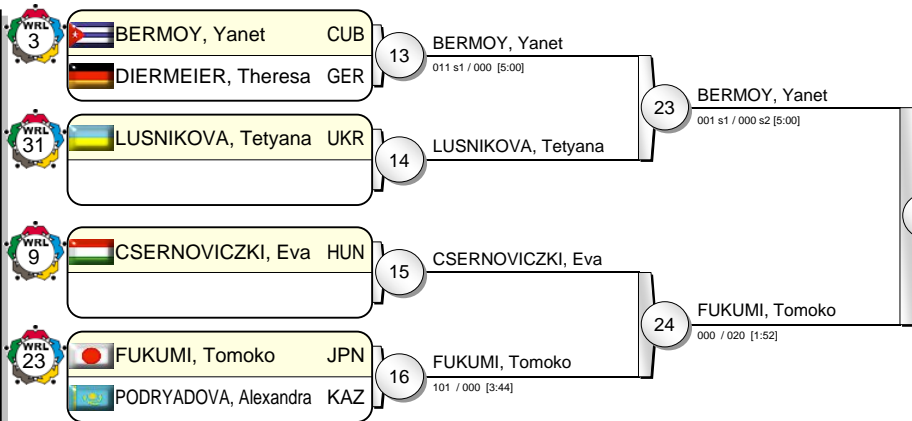 WRL
3
BERMOY, Yanet CUB
DIERMEIER, Theresa GER
13
BERMOY, Yanet
011 s1 / 000 [5:00]
23
BERMOY, Yanet
001 s1 / 000 s2 [5:00]
WRL
31
LUSNIKOVA, Tetyana UKR
14
LUSNIKOVA, Tetyana
WRL
9
CSERNOVICZKI, Eva HUN
15
CSERNOVICZKI, Eva
24
FUKUMI, Tomoko
000 / 020 [1:52]
WRL
23
FUKUMI, Tomoko JPN
PODRYADOVA, Alexandra KAZ
16
FUKUMI, Tomoko
101 / 000 [3:44]